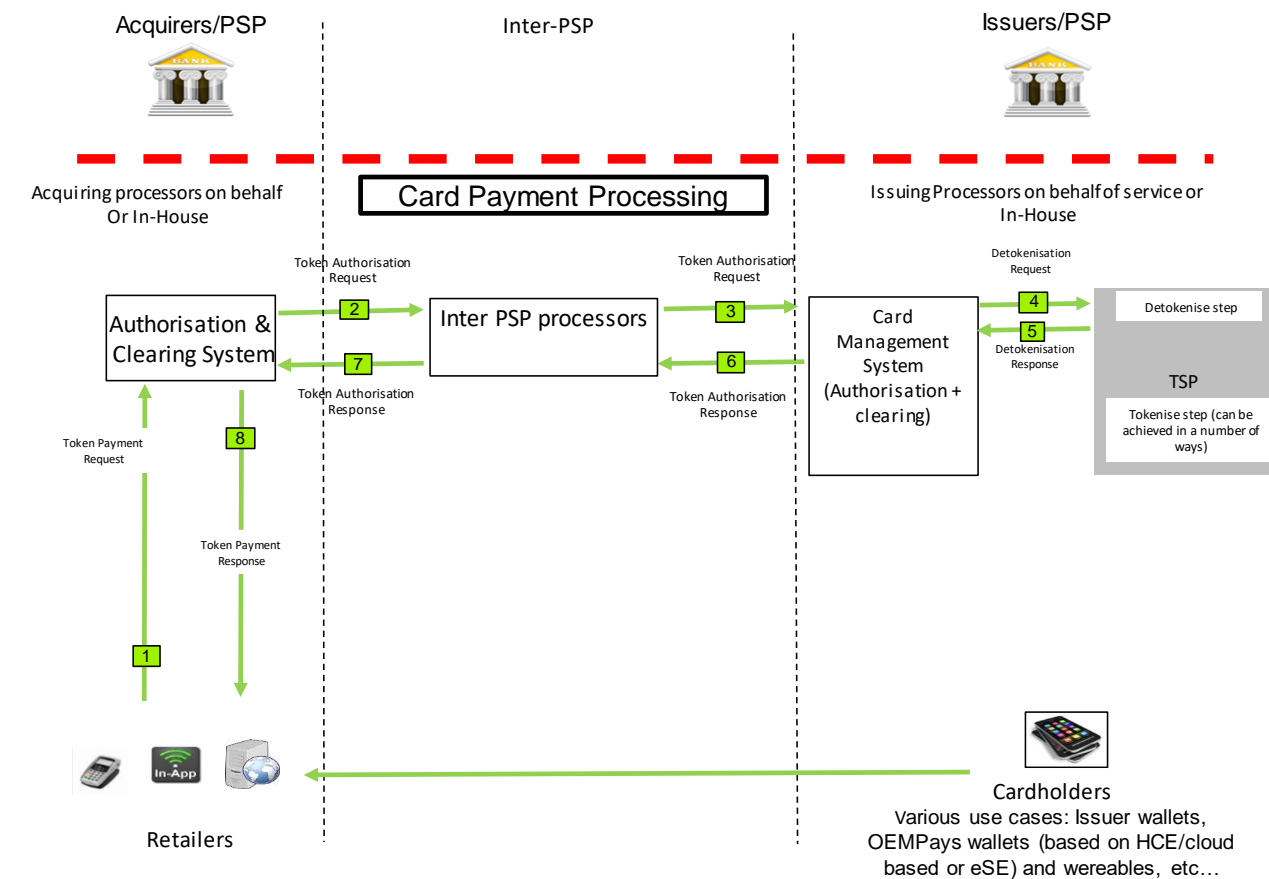 Acquirers/PSP
Inter-PSP
Issuers/PSP
BANK
BANK
Acquiring processors on behalf
Or In-House
Card Payment Processing
Issuing Processors on behalf of service or
In-House
Token Authorisation
Request
Token Authorisation
Request
Detokenisation
Request
2
3
4
Authorisation &
Clearing System
Inter PSP processors
Card
Management
System
(Authorisation +
clearing)
Detokenise step
5
Detokenisation
Response
7
6
Token Authorisation
Response
Token Authorisation
Response
TSP
Tokenise step (can be
achieved in a number of
ways)
8
Token Payment
Request
Token Payment
Response
1
In-App
Retailers
Cardholders
Various use cases: Issuer wallets,
OEMPays wallets (based on HCE/cloud
based or eSE) and wereables, etc...